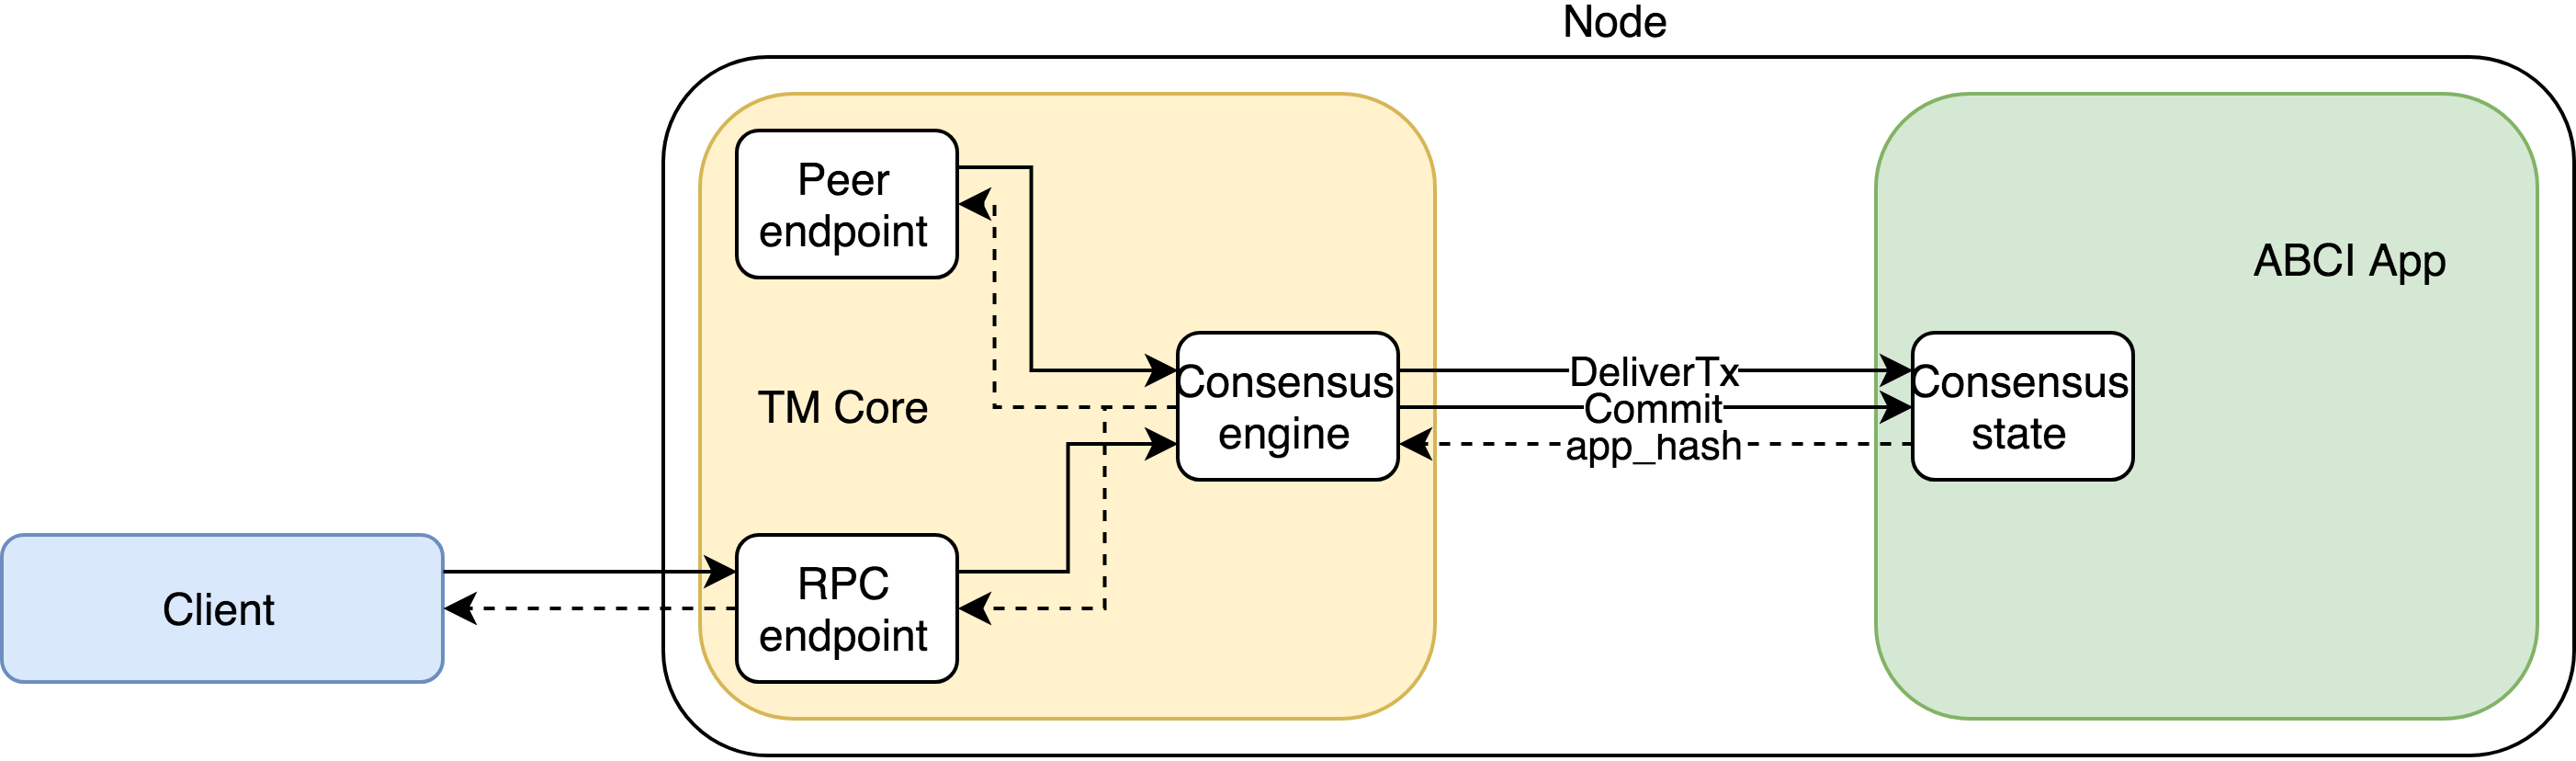 Node
Peer
endpoint
TM Core
RPC
endpoint
Client
Consensus
engine
DeliverTx
Commit
app_hash
ABCI App
Consensus
state